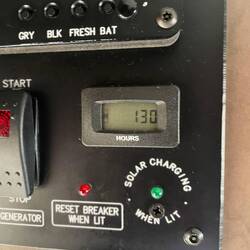 GRY BLK FRESH BAT
START
130
HOURS
SOLAR CHARGING
WHEN LIT
STOP
GENERATOR
RESET BREAKER
WHEN LIT